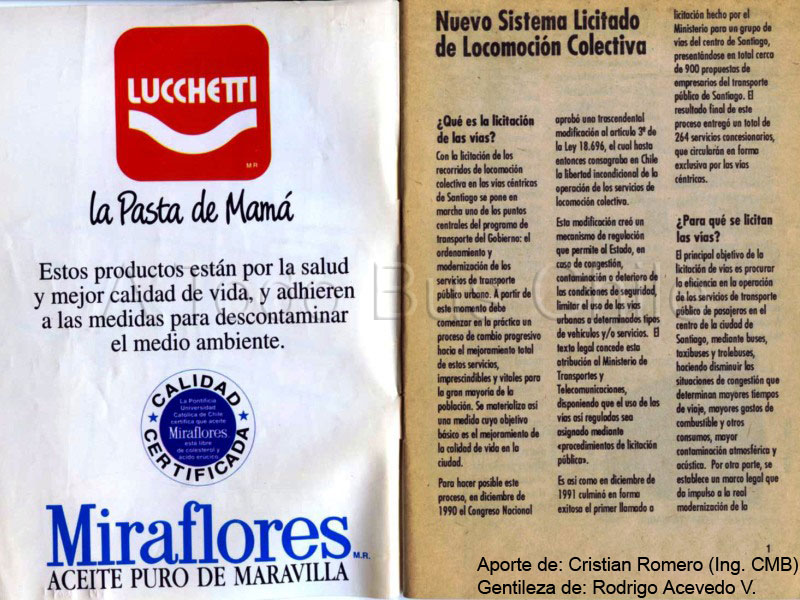 LUCCHETTI
MR
la Pasta de Mamá
Estos productos están por la salud
y mejor calidad de vida, y adhieren
a las medidas para descontaminar
el medio ambiente.
CALIDAD
CERTIFICADA
La Pontificia
Universidad
Católica de Chile
certifica que aceite
Miraflores
está libre
de colesterol y
ácido erúcico
Miraflores M.R.
ACEITE PURO DE MARAVILLA
Nuevo Sistema Licitado
de Locomoción Colectiva
¿Qué es la licitación
de las vías?
Con la licitación de los
recorridos de locomoción
colectiva en las vías céntricas
de Santiago se pone en
marcha uno de los puntos
centrales del programa de
transporte del Gobierno: el
ordenamiento y
modernización de los
servicios de transporte
público urbano. A partir de
este momento debe
comenzar en la práctica un
proceso de cambio progresivo
hacia el mejoramiento total
de estos servicios,
imprescindibles y vitales para
la gran mayoría de la
población. Se materializa así
una medida cuyo objetivo
básico es el mejoramiento de
la calidad de vida en la
ciudad.
Para hacer posible este
proceso, en diciembre de
1990 el Congreso Nacional
aprobó una trascendental
modificación al artículo 3º de
la Ley 18.696, el cual hasta
entonces consagraba en Chile
la libertad incondicional de la
operación de los servicios de
locomoción colectiva.
Esta modificación creó un
mecanismo de regulación
que permite al Estado, en
caso de congestión,
contaminación o deterioro de
las condiciones de seguridad,
limitar el uso de las vías
urbanas a determinados tipos
de vehículos y/o servicios. El
texto legal concede esta
atribución al Ministerio de
Transportes y
Telecomunicaciones,
disponiendo que el uso de las
vías así reguladas sea
asignado mediante
«procedimientos de licitación
pública».
Es así como en diciembre de
1991 culminó en forma
exitosa el primer llamado a
licitación hecho por el
Ministerio para un grupo de
vías del centro de Santiago,
presentándose en total cerca
de 900 propuestas de
empresarios del transporte
público de Santiago. El
resultado final de este
proceso entregó un total de
264 servicios concesionarios,
que circularán en forma
exclusiva por las vías
céntricas.
¿Para qué se licitan
las vías?
El principal objetivo de la
licitación de vías es procurar
la eficiencia en la operación
de los servicios de transporte
público de pasajeros en el
centro de la ciudad de
Santiago, mediante buses,
taxibuses y trolebuses,
haciendo disminuir las
situaciones de congestión que
determinan mayores tiempos
de viaje, mayores gastos de
combustible y otros
consumos, mayor
contaminación atmosférica y
acústica. Por otra parte, se
establece un marco legal que
da impulso a la real
modernización de la
1
Aporte de: Cristian Romero (Ing. CMB)
Gentileza de: Rodrigo Acevedo V.